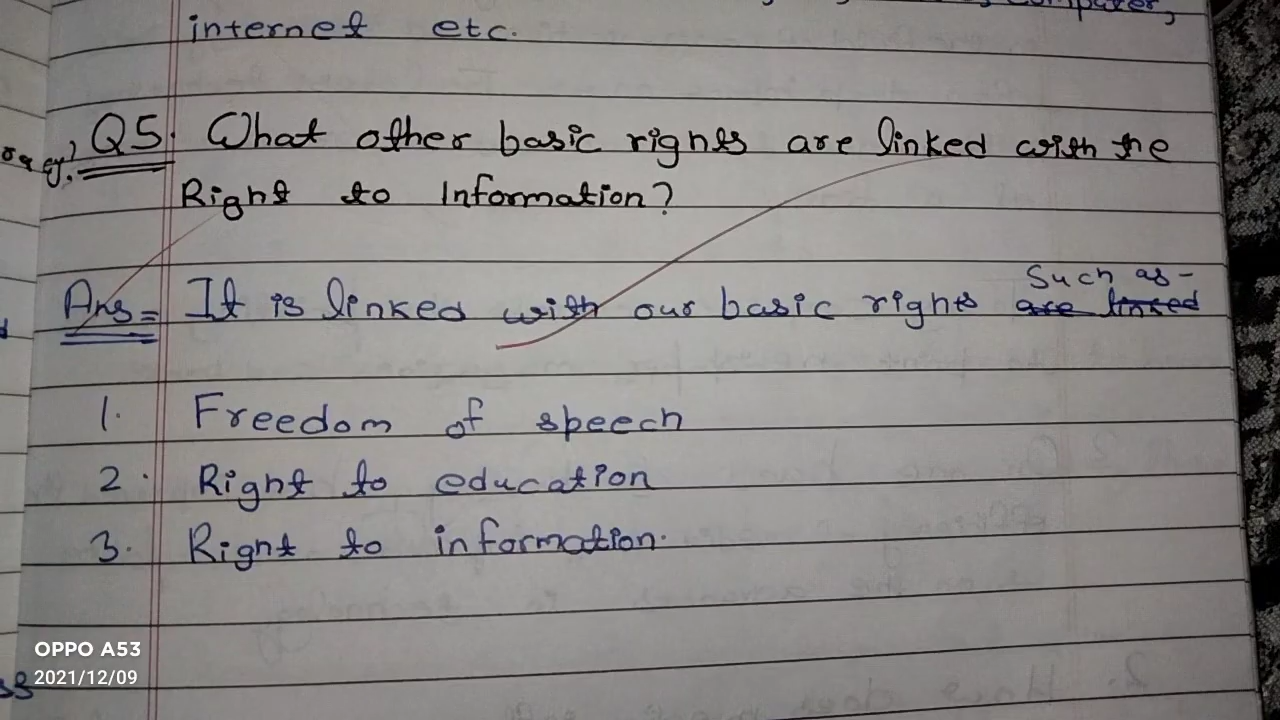 computer,
internet etc.
Q5. What other basic rights are linked with the
Right to Information?
Such as-
Ans= It is linked with our basic rights are linked
1. Freedom of speech
2. Right to education
3. Right to information.
OPPO A53
2021/12/09